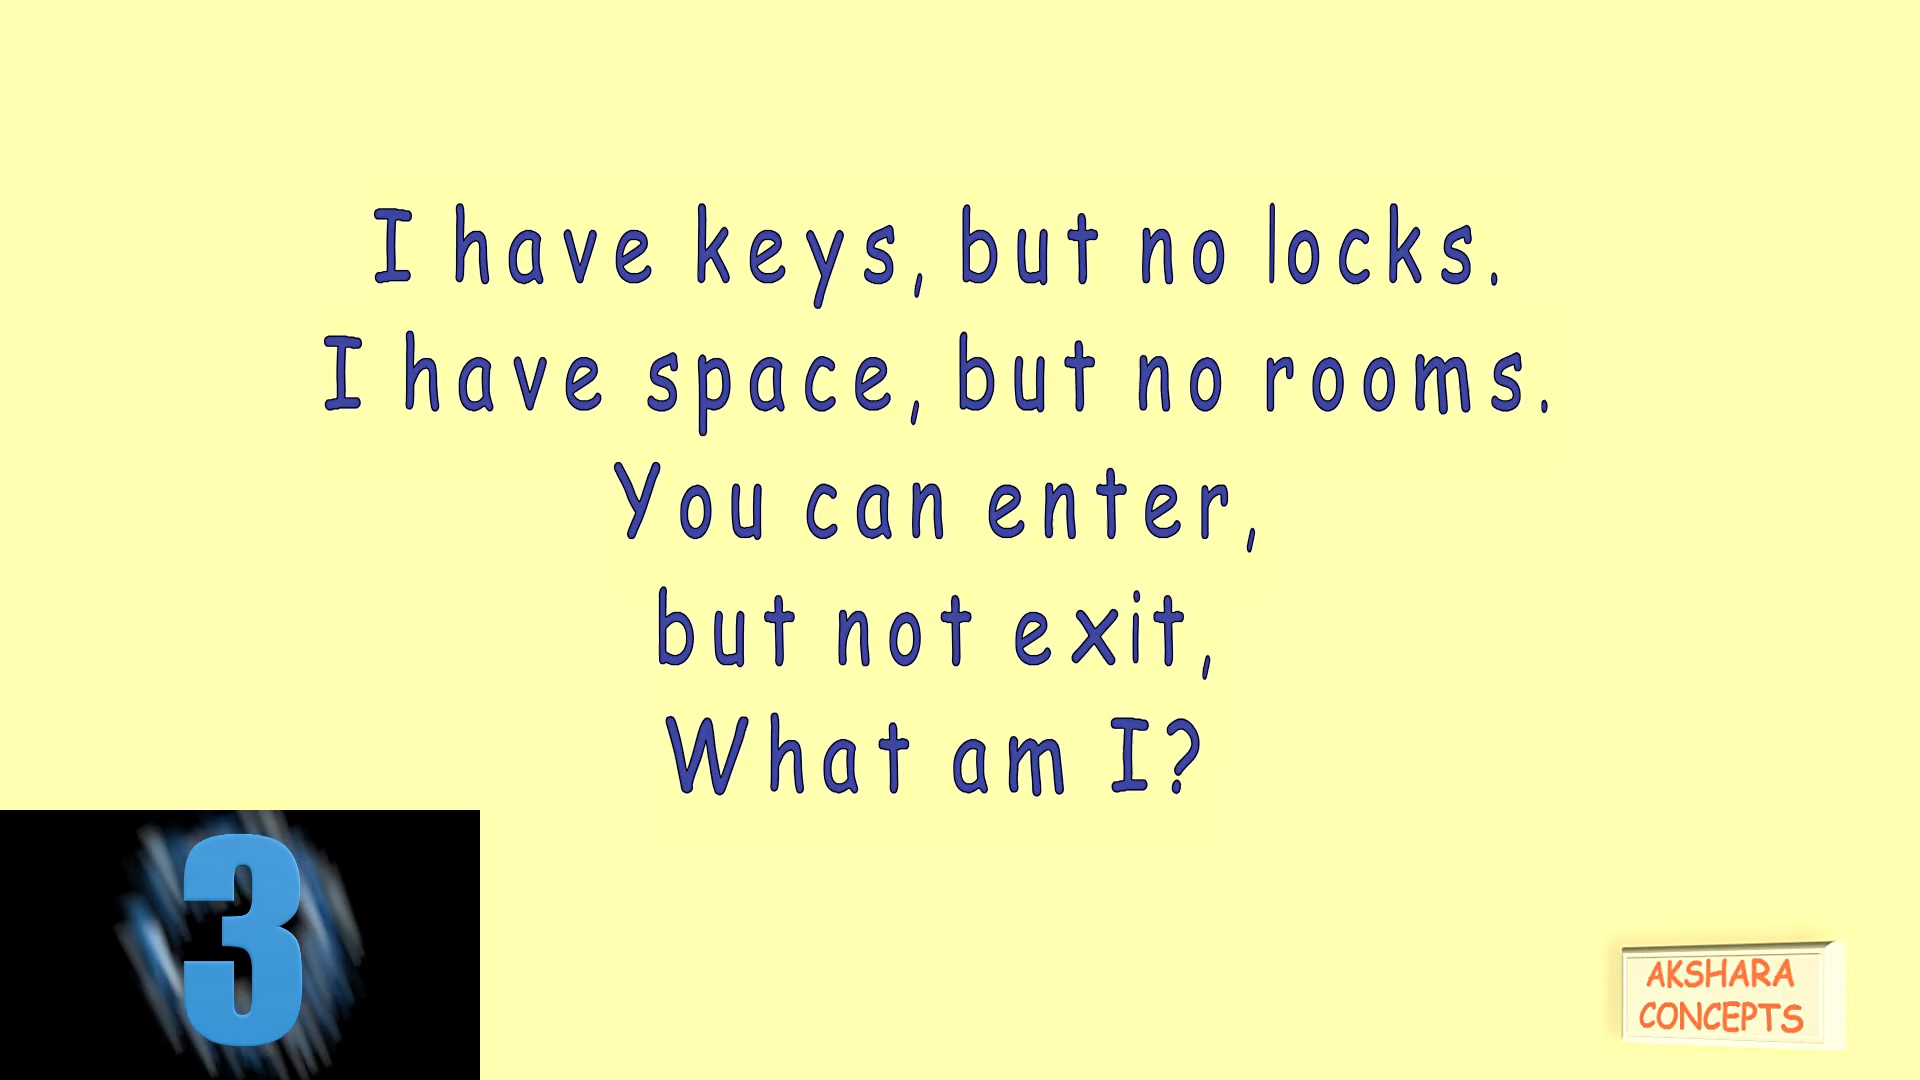 I have keys, but no locks.
I have space, but no rooms.
You can enter,
but not exit,
What am I?
3
AKSHARA
CONCEPTS